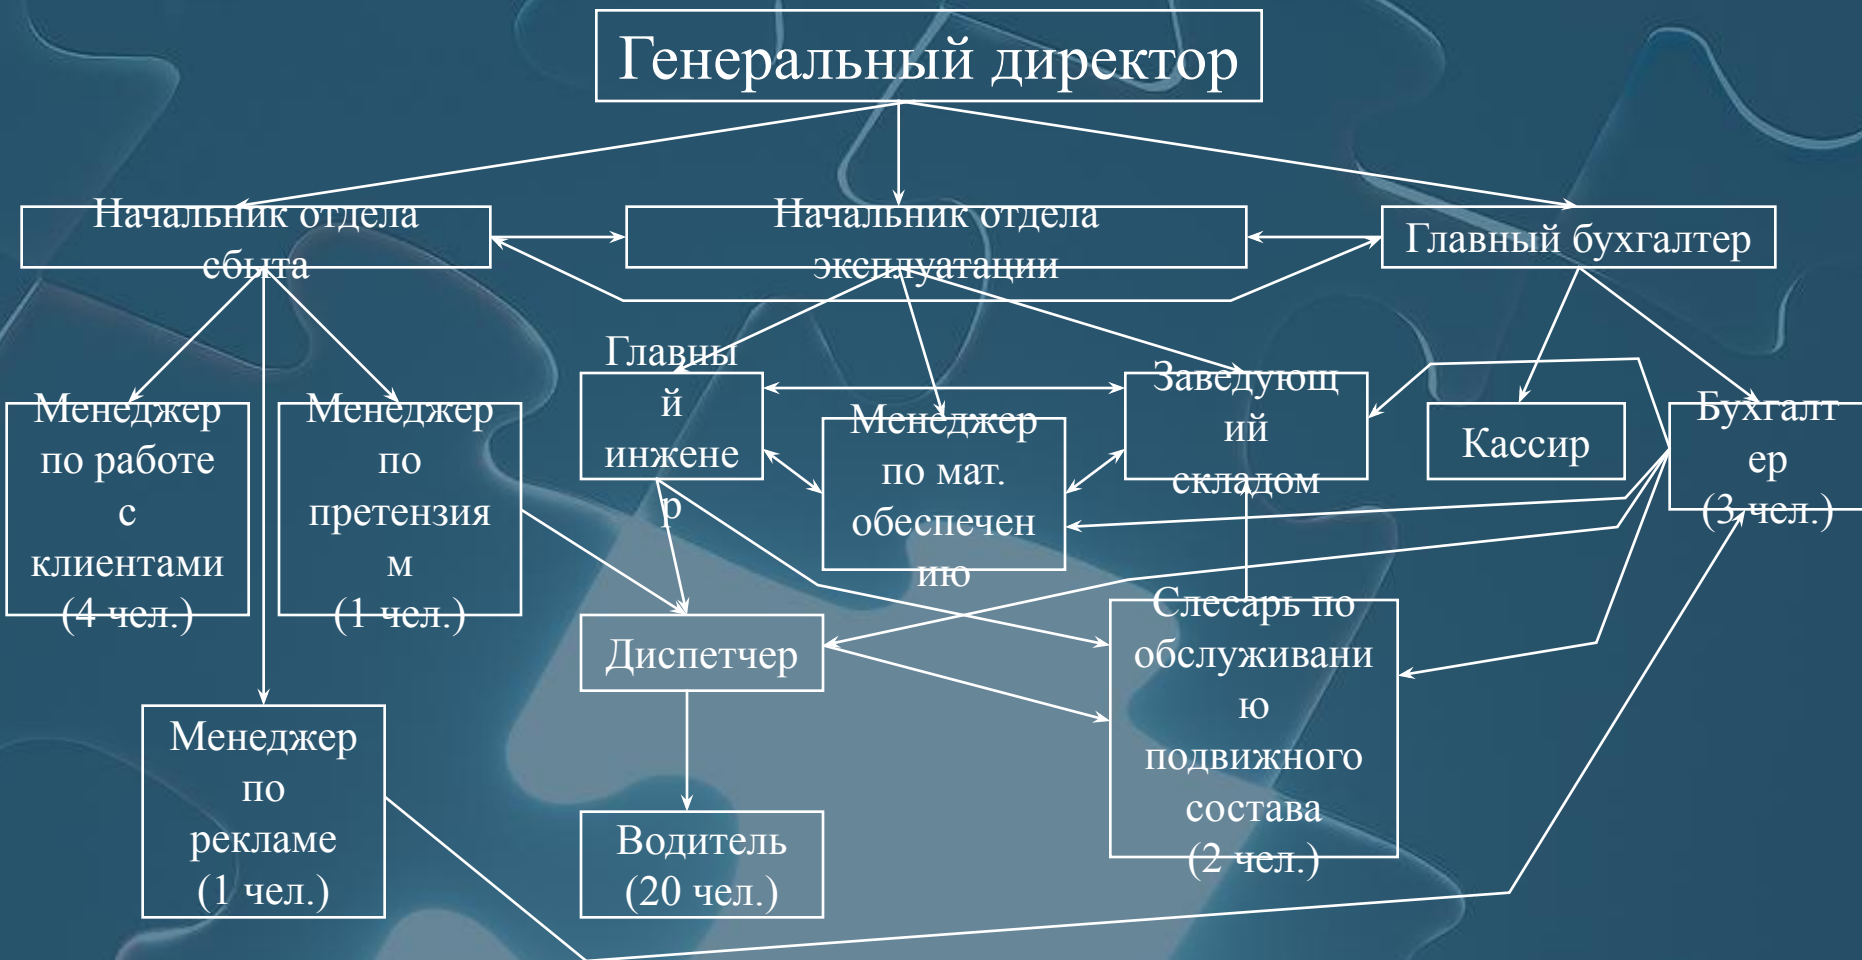 Генеральный директор
Начальник отдела
сбыта
Начальник отдела
эксплуатации
Главный бухгалтер
Менеджер
по работе
с
клиентами
(4 чел.)
Менеджер
по
претензия
м
(1 чел.)
Главны
й
инжене
р
Менеджер
по мат.
обеспечен
ию
Заведующ
ий
складом
Кассир
Бухгалт
ер
(3 чел.)
Диспетчер
Слесарь по
обслуживани
ю
подвижного
состава
(2 чел.)
Менеджер
по
рекламе
(1 чел.)
Водитель
(20 чел.)